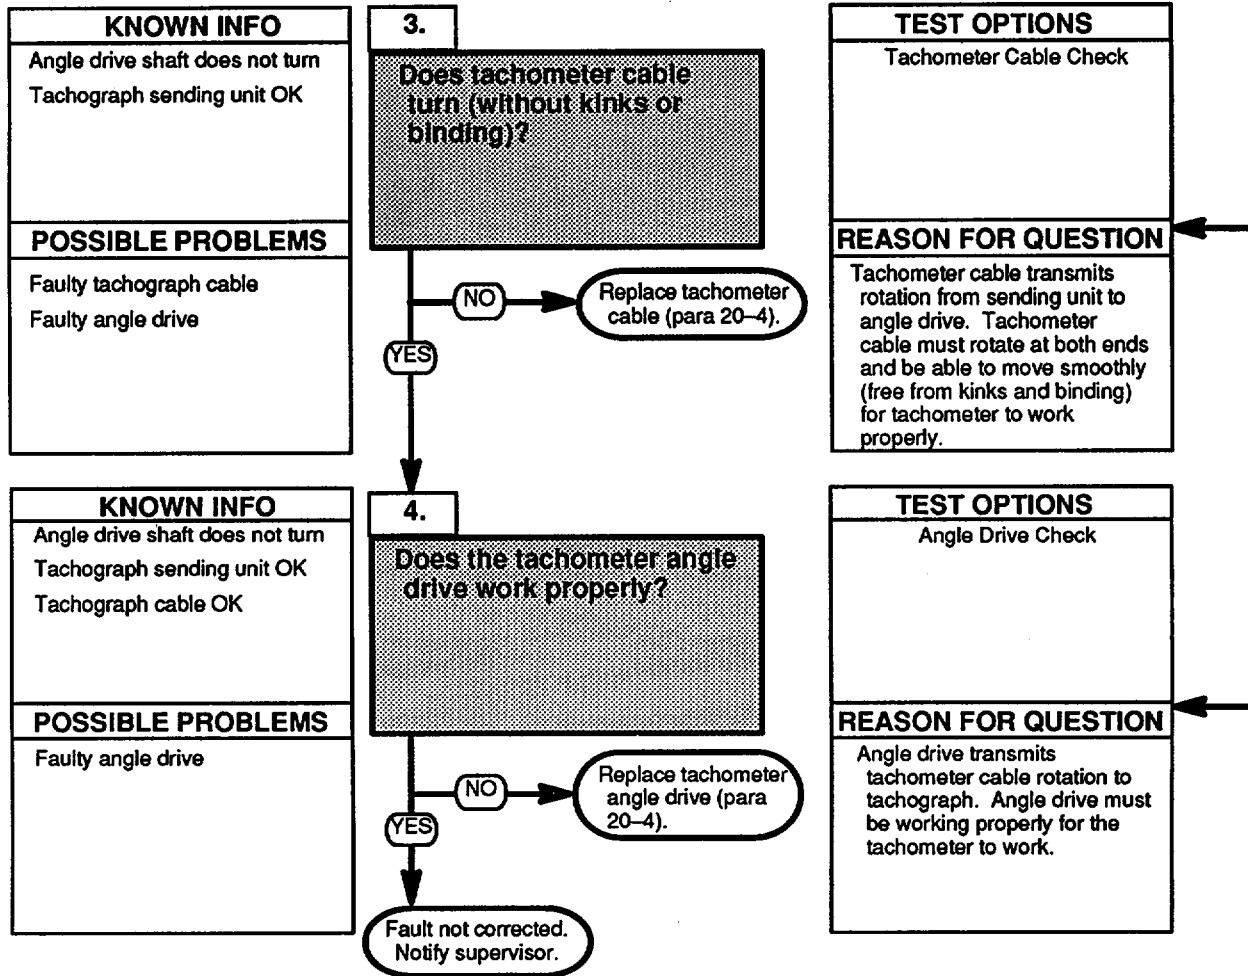 KNOWN INFO
Angle drive shaft does not turn
Tachograph sending unit OK
POSSIBLE PROBLEMS
Faulty tachograph cable
Faulty angle drive
3.
Does tachometer cable
turn (without kinks or
binding)?
NO
Replace tachometer
cable (para 20–4).
YES
TEST OPTIONS
Tachometer Cable Check
REASON FOR QUESTION
Tachometer cable transmits
rotation from sending unit to
angle drive. Tachometer
cable must rotate at both ends
and be able to move smoothly
(free from kinks and binding)
for tachometer to work
properly.
KNOWN INFO
Angle drive shaft does not turn
Tachograph sending unit OK
Tachograph cable OK
POSSIBLE PROBLEMS
Faulty angle drive
4.
Does the tachometer angle
drive work properly?
NO
Replace tachometer
angle drive (para
20–4).
YES
Fault not corrected.
Notify supervisor.
TEST OPTIONS
Angle Drive Check
REASON FOR QUESTION
Angle drive transmits
tachometer cable rotation to
tachograph. Angle drive must
be working properly for the
tachometer to work.